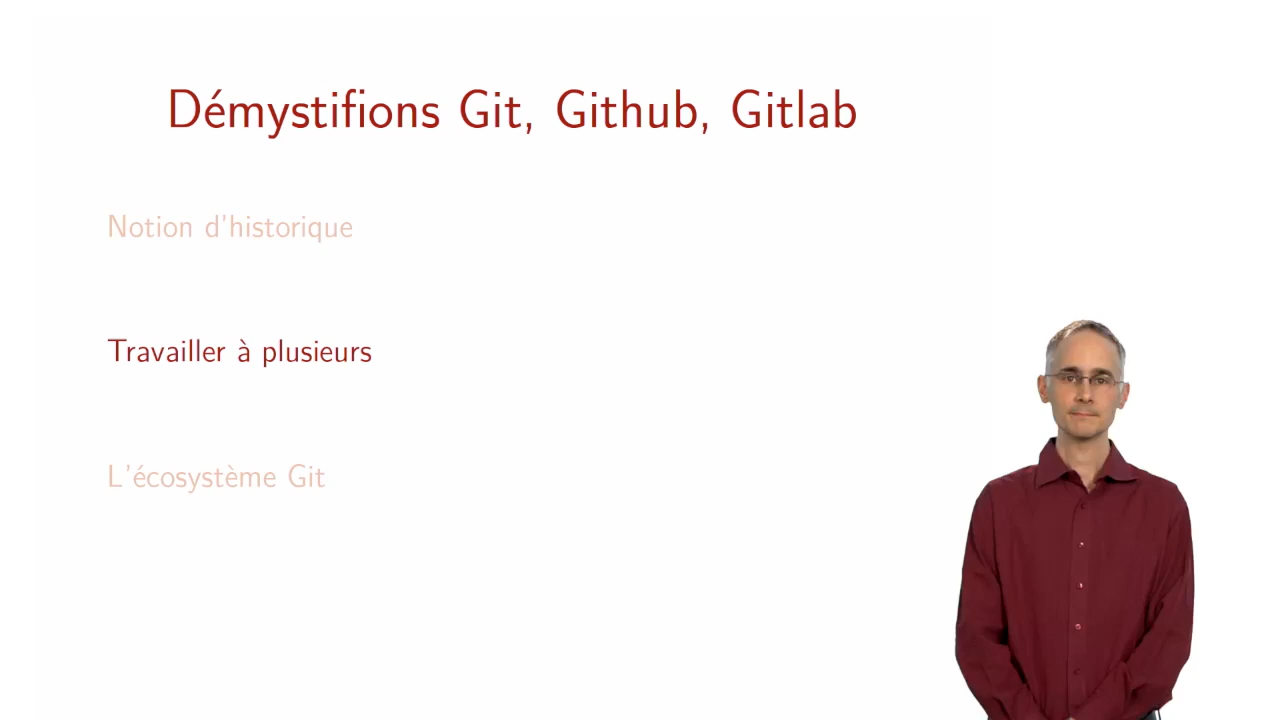 Démystifions Git, Github, Gitlab
Notion d'historique
Travailler à plusieurs
L'écosystème Git